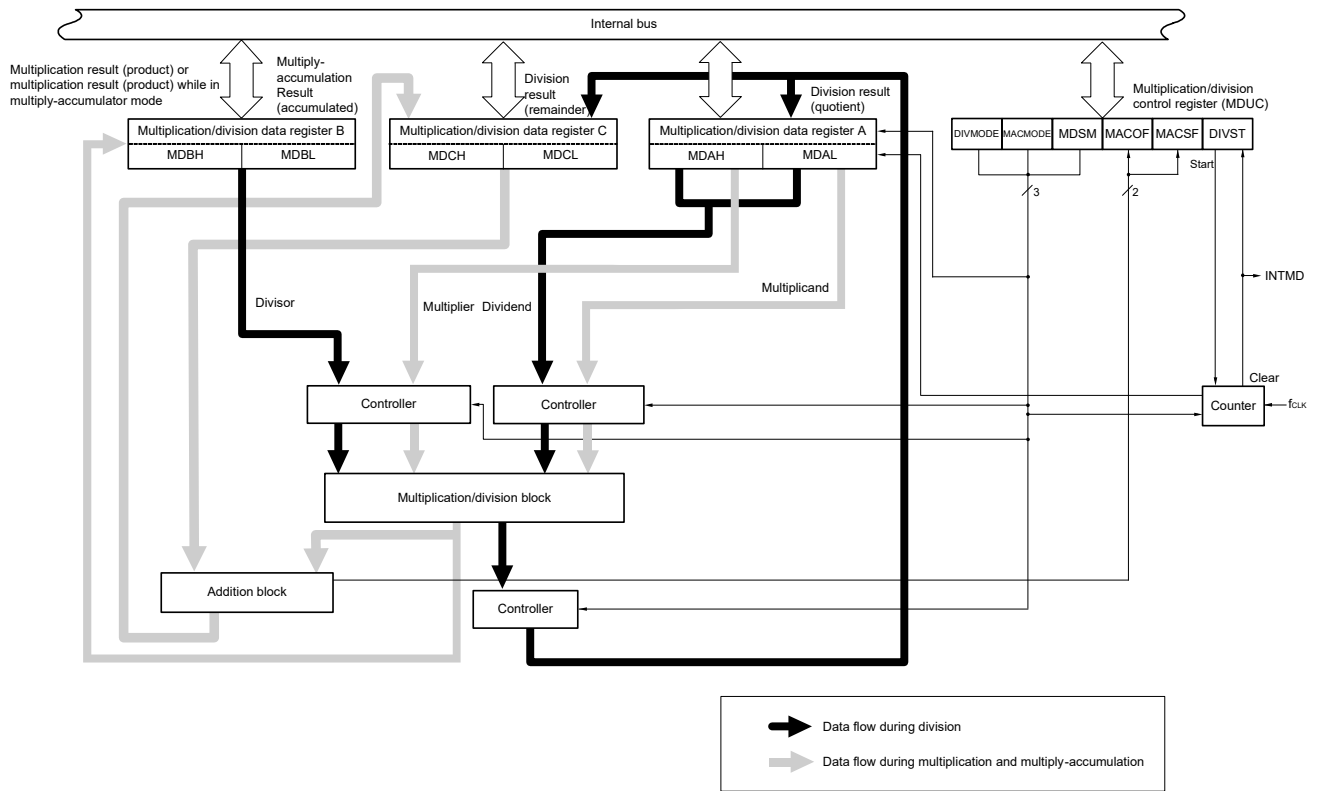 Internal bus
Multiplication result (product) or
multiplication result (product) while in
multiply-accumulator mode
Multiply-
accumulation
Result
(accumulated)
Division
result
(remainder)
Division result
(quotient)
Multiplication/division
control register (MDUC)
Multiplication/division data register B
MDBH
MDBL
Multiplication/division data register C
MDCH
MDCL
Multiplication/division data register A
MDAH
MDAL
DIVMODE
MACMODE
MDSM
MACOF
MACSF
DIVST
Start
3
2
INTMD
Divisor
Multiplier
Dividend
Multiplicand
Clear
Controller
Controller
Counter
fCLK
Multiplication/division block
Addition block
Controller
Data flow during division
Data flow during multiplication and multiply-accumulation